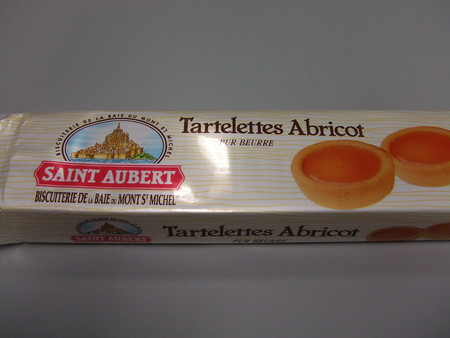 BISCUITERIE DE LA BAIE DU MONT ST MICHEL
SAINT AUBERT
BISCUITERIE DE LA BAIE DU MONT ST MICHEL
Tartelettes Abricot
PUR BEURRE
SAINT AUBERT
Tartelettes Abricot
PUR BEURRE